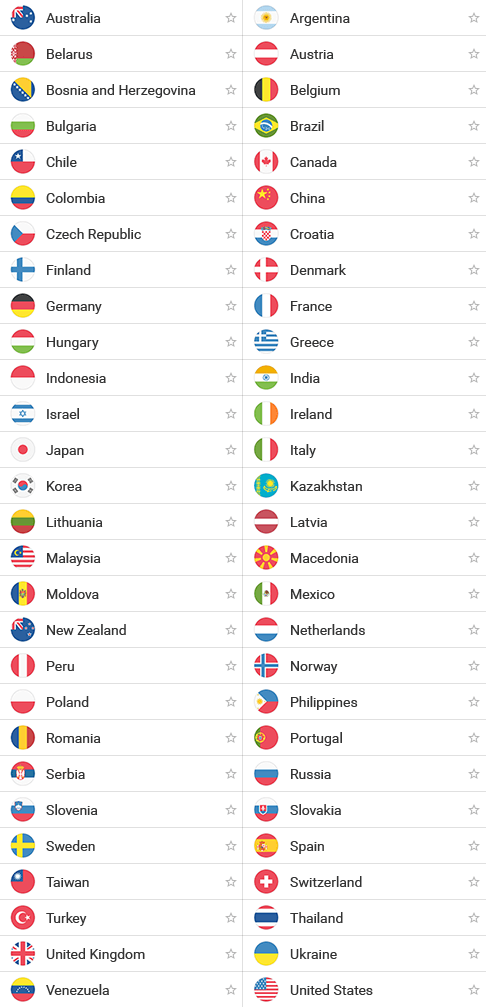 Australia
Argentina
Belarus
Austria
Bosnia and Herzegovina
Belgium
Bulgaria
Brazil
Chile
Canada
Colombia
China
Czech Republic
Croatia
Finland
Denmark
Germany
France
Hungary
Greece
Indonesia
India
Israel
Ireland
Japan
Italy
Korea
Kazakhstan
Lithuania
Latvia
Malaysia
Macedonia
Moldova
Mexico
New Zealand
Netherlands
Peru
Norway
Poland
Philippines
Romania
Portugal
Serbia
Russia
Slovenia
Slovakia
Sweden
Spain
Taiwan
Switzerland
Turkey
Thailand
United Kingdom
Ukraine
Venezuela
United States